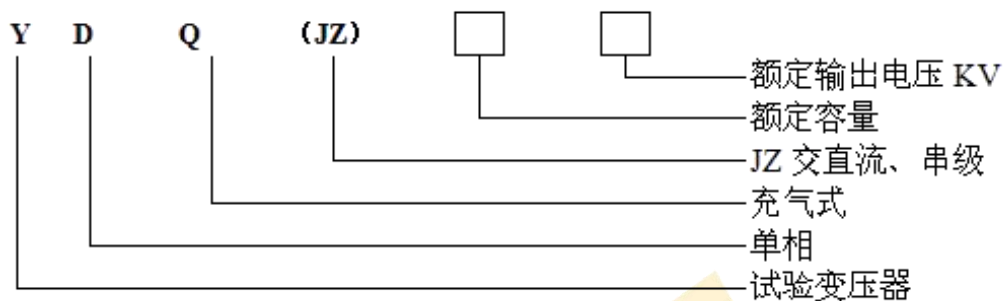 Y D Q (JZ)
额定输出电压 KV
额定容量
JZ 交直流、串级
充气式
单相
试验变压器